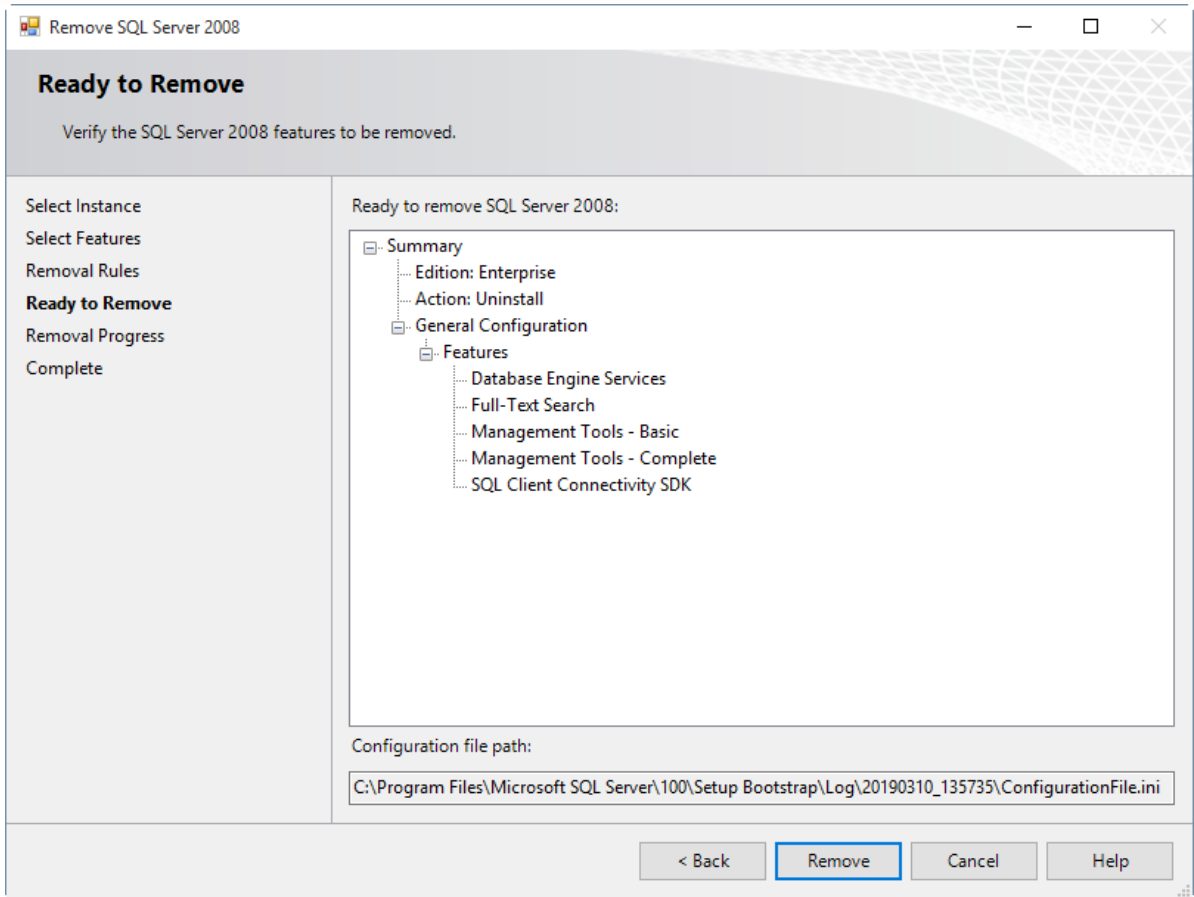 Remove SQL Server 2008
Ready to Remove
Verify the SQL Server 2008 features to be removed.
Select Instance
Select Features
Removal Rules
Ready to Remove
Removal Progress
Complete
Ready to remove SQL Server 2008:
Summary
Edition: Enterprise
Action: Uninstall
General Configuration
Features
Database Engine Services
Full-Text Search
Management Tools - Basic
Management Tools - Complete
SQL Client Connectivity SDK
Configuration file path:
C:\Program Files\Microsoft SQL Server\100\Setup Bootstrap\Log\20190310_135735\ConfigurationFile.ini
< Back Remove Cancel Help